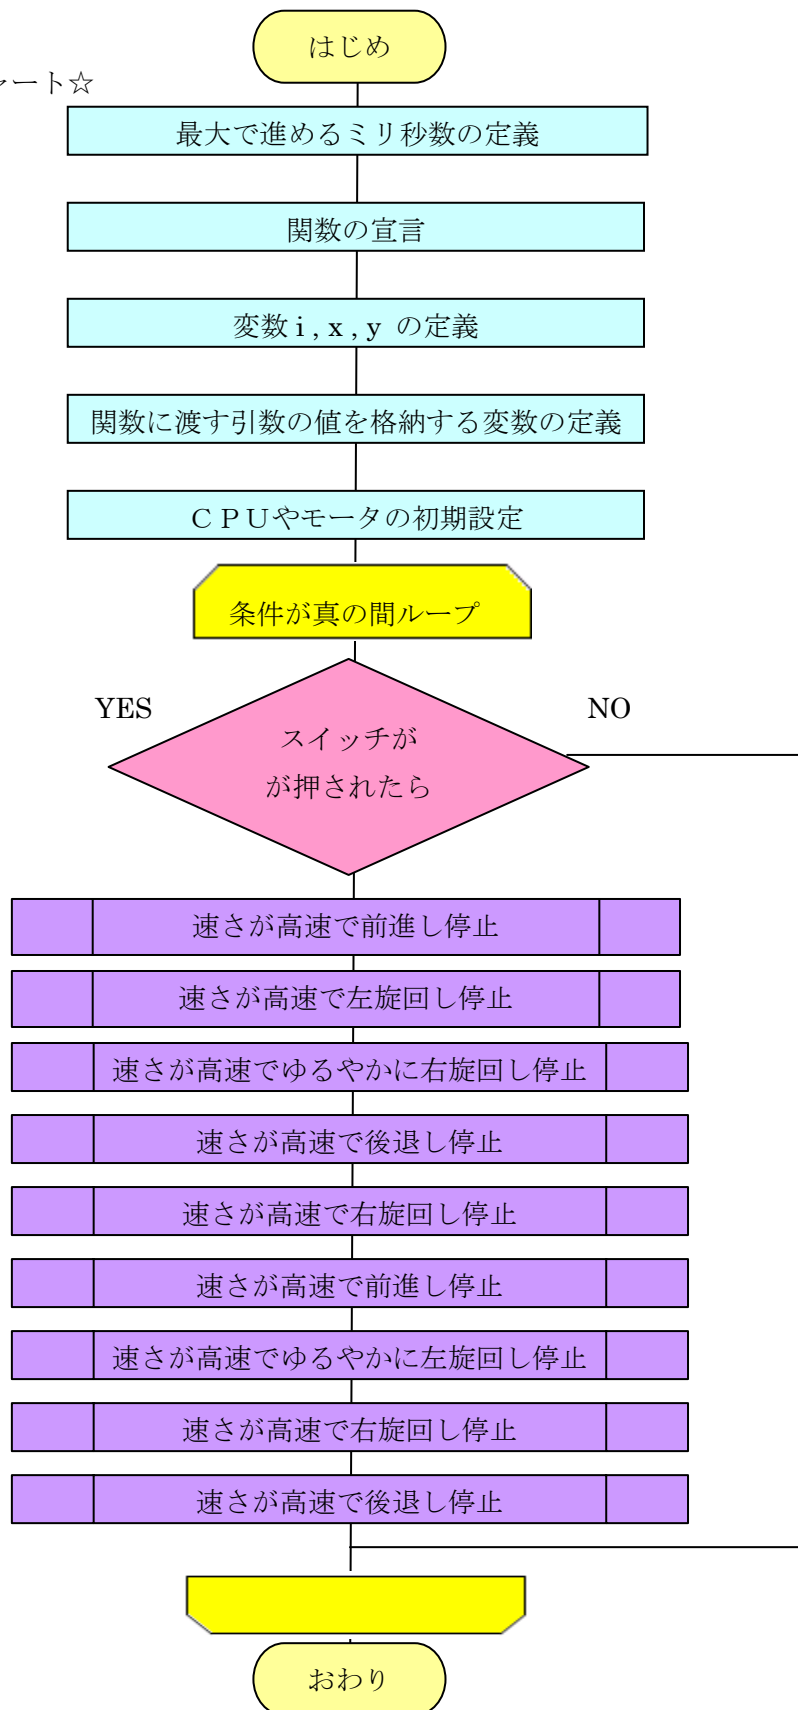 はじめ
ート☆
最大で進めるミリ秒数の定義
関数の宣言
変数i,x,y の定義
関数に渡す引数の値を格納する変数の定義
ＣＰＵやモータの初期設定
条件が真の間ループ
YES
NO
スイッチが
が押されたら
速さが高速で前進し停止
速さが高速で左旋回し停止
速さが高速でゆるやかに右旋回し停止
速さが高速で後退し停止
速さが高速で右旋回し停止
速さが高速で前進し停止
速さが高速でゆるやかに左旋回し停止
速さが高速で右旋回し停止
速さが高速で後退し停止
おわり